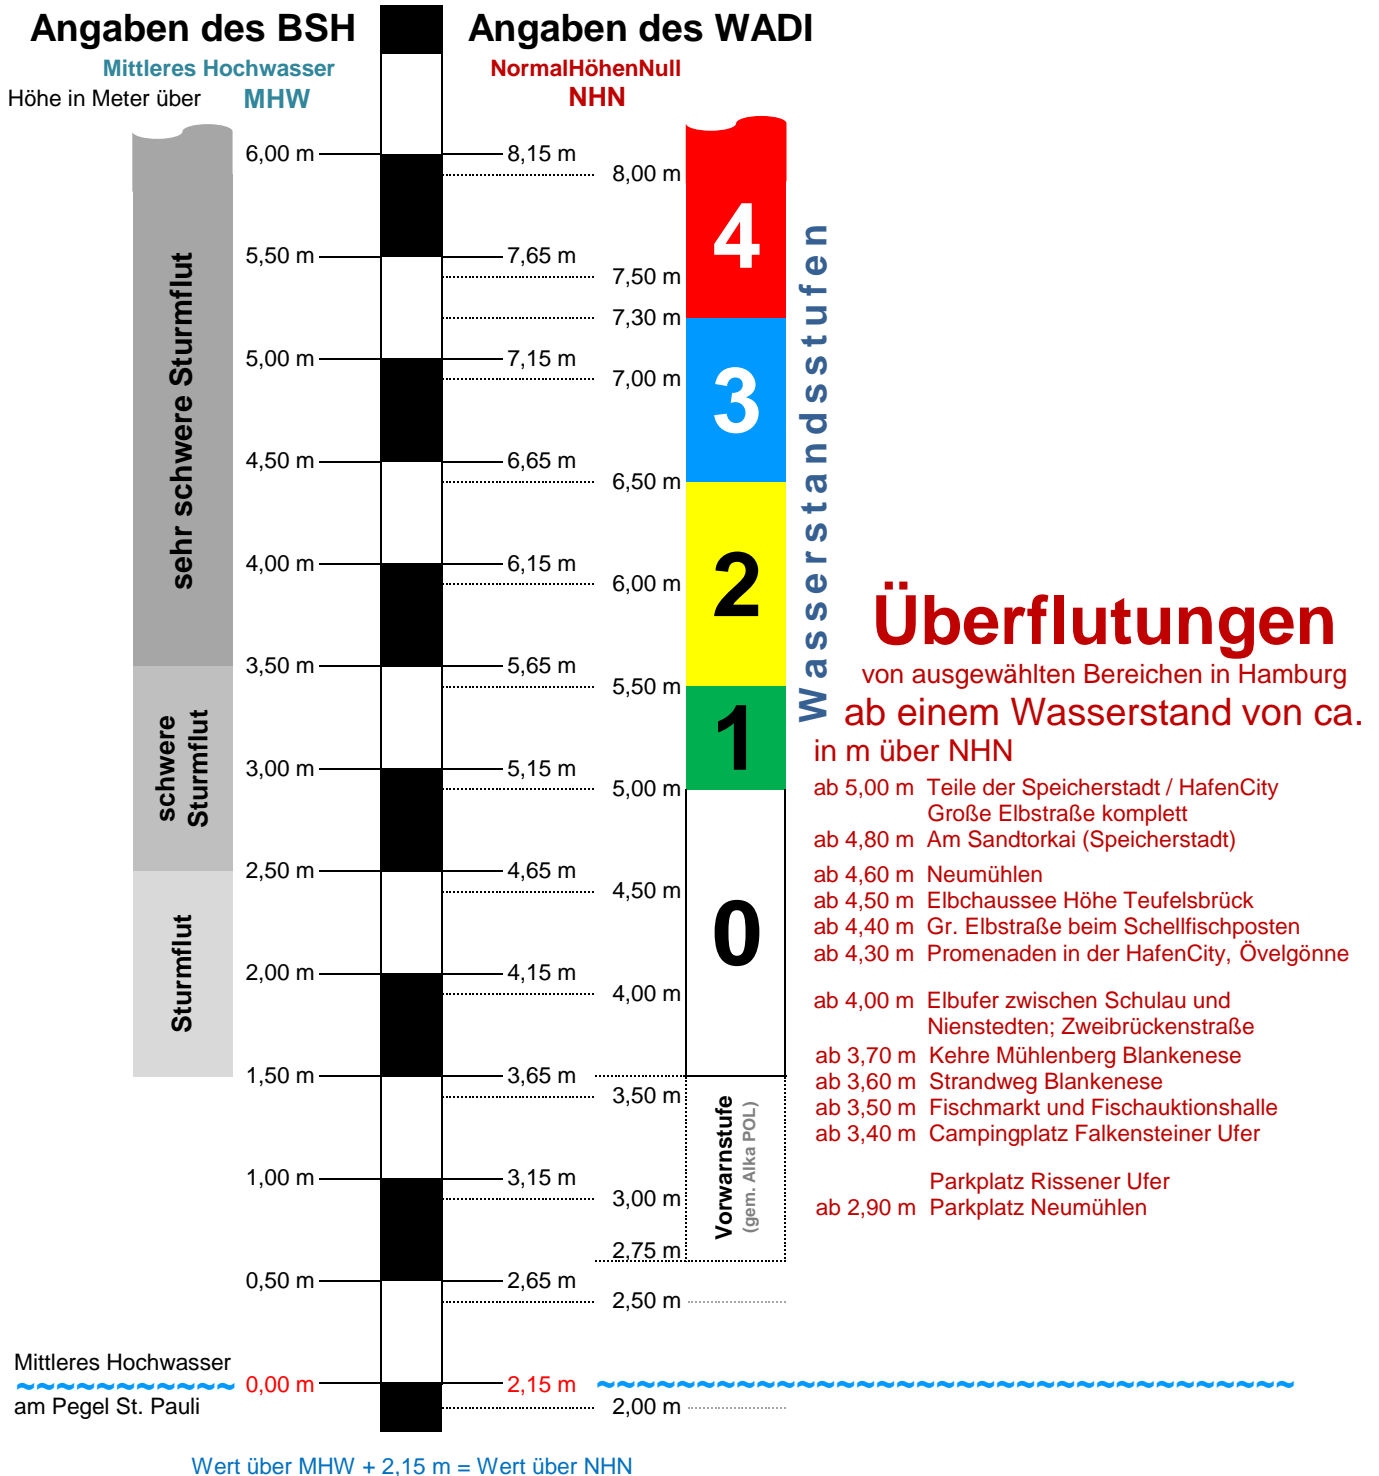 Angaben des BSH
Angaben des WADI
Mittleres Hochwasser
NormalHöhenNull
Höhe in Meter über MHW
NHN
6,00 m
8,15 m
8,00 m
5,50 m
7,65 m
7,50 m
7,30 m
5,00 m
7,15 m
7,00 m
4,50 m
6,65 m
6,50 m
4,00 m
6,15 m
6,00 m
3,50 m
5,65 m
5,50 m
3,00 m
5,15 m
5,00 m
2,50 m
4,65 m
4,50 m
2,00 m
4,15 m
4,00 m
1,50 m
3,65 m
3,50 m
1,00 m
3,15 m
3,00 m
2,75 m
0,50 m
2,65 m
2,50 m
0,00 m
2,15 m
2,00 m
sehr schwere Sturmflut
schwere
Sturmflut
Sturmflut
4
3
2
1
0
Vorwarnstufe
(gem. Alka POL)
Wasserstandsstufen
Überflutungen
von ausgewählten Bereichen in Hamburg
ab einem Wasserstand von ca.
in m über NHN
ab 5,00 m Teile der Speicherstadt / HafenCity
Große Elbstraße komplett
ab 4,80 m Am Sandtorkai (Speicherstadt)
ab 4,60 m Neumühlen
ab 4,50 m Elbchaussee Höhe Teufelsbrück
ab 4,40 m Gr. Elbstraße beim Schellfischposten
ab 4,30 m Promenaden in der HafenCity, Övelgönne
ab 4,00 m Elbufer zwischen Schulau und
Nienstedten; Zweibrückenstraße
ab 3,70 m Kehre Mühlenberg Blankenese
ab 3,60 m Strandweg Blankenese
ab 3,50 m Fischmarkt und Fischauktionshalle
ab 3,40 m Campingplatz Falkensteiner Ufer
Parkplatz Rissener Ufer
ab 2,90 m Parkplatz Neumühlen
Mittleres Hochwasser
am Pegel St. Pauli
Wert über MHW + 2,15 m = Wert über NHN